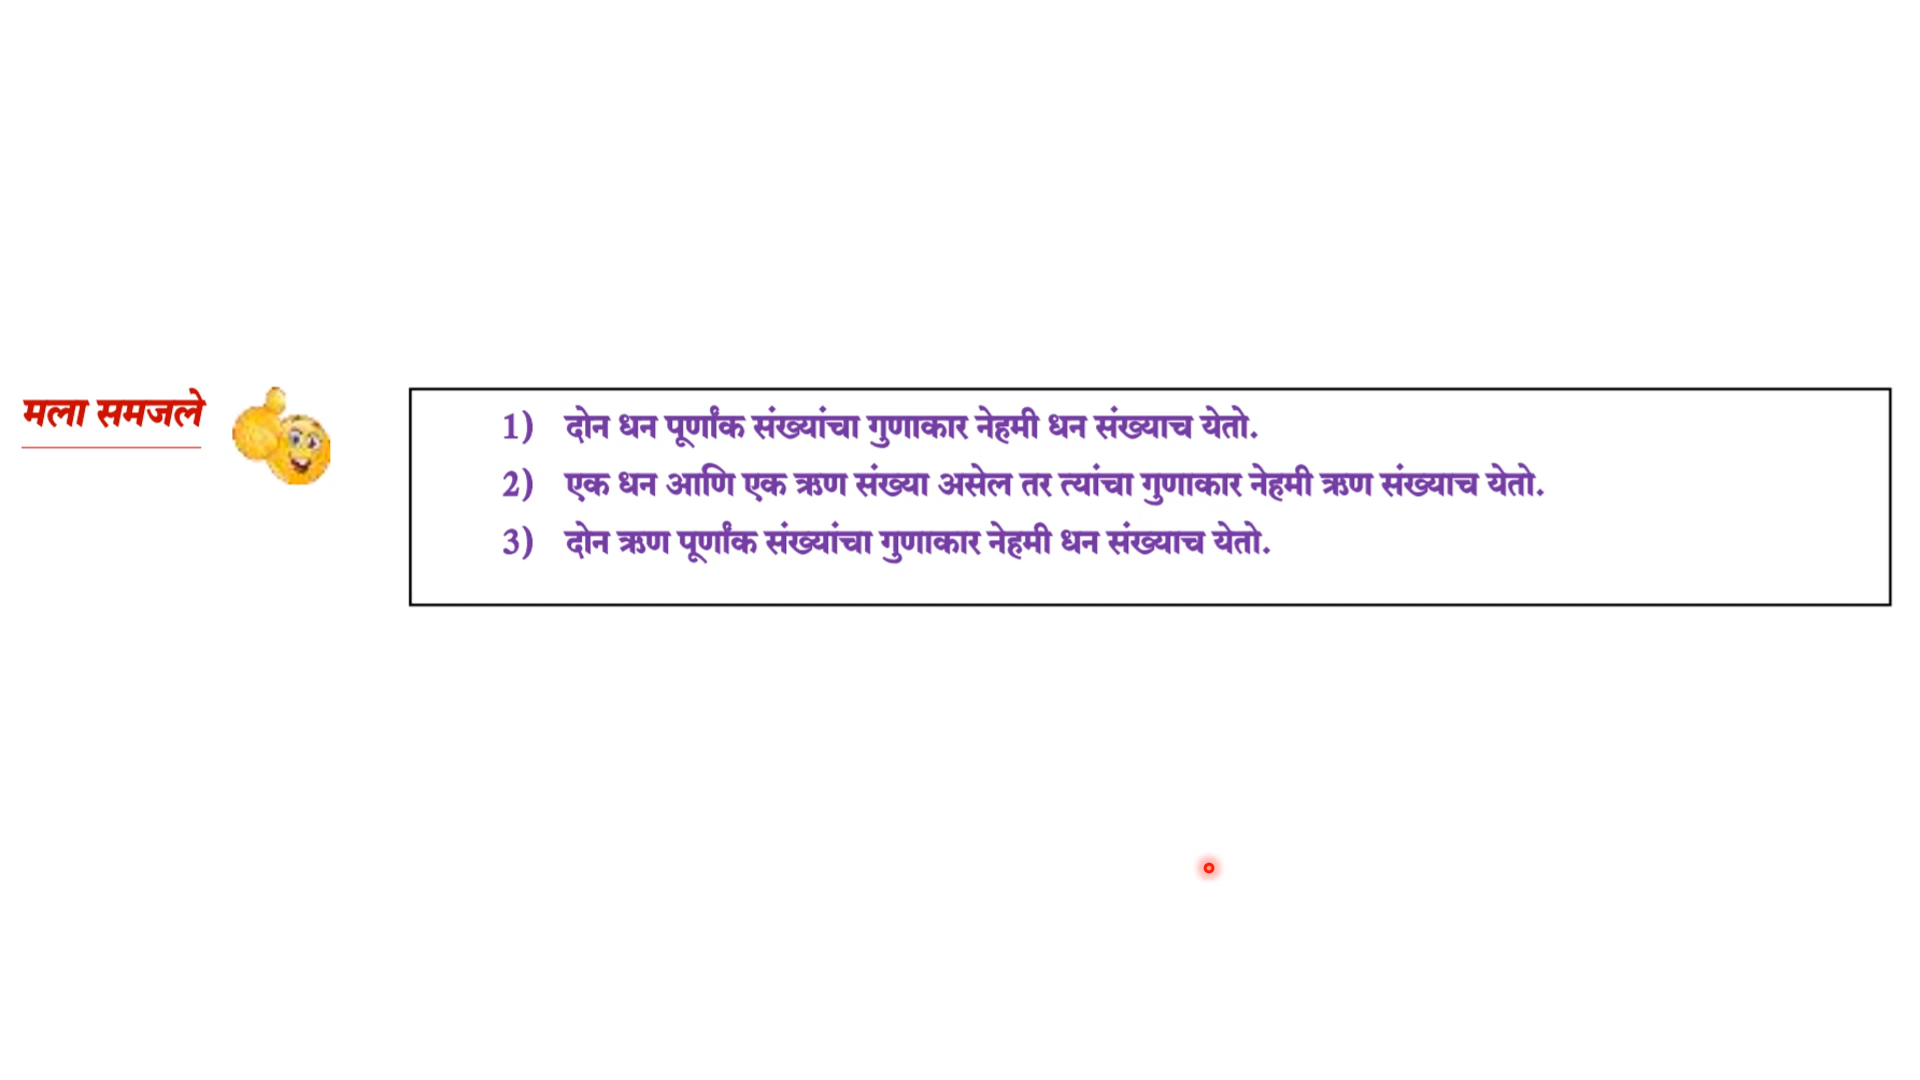 मला समजले
1) दोन धन पूर्णांक संख्यांचा गुणाकार नेहमी धन संख्याच येतो.
2) एक धन आणि एक ऋण संख्या असेल तर त्यांचा गुणाकार नेहमी ऋण संख्याच येतो.
3) दोन ऋण पूर्णांक संख्यांचा गुणाकार नेहमी धन संख्याच येतो.